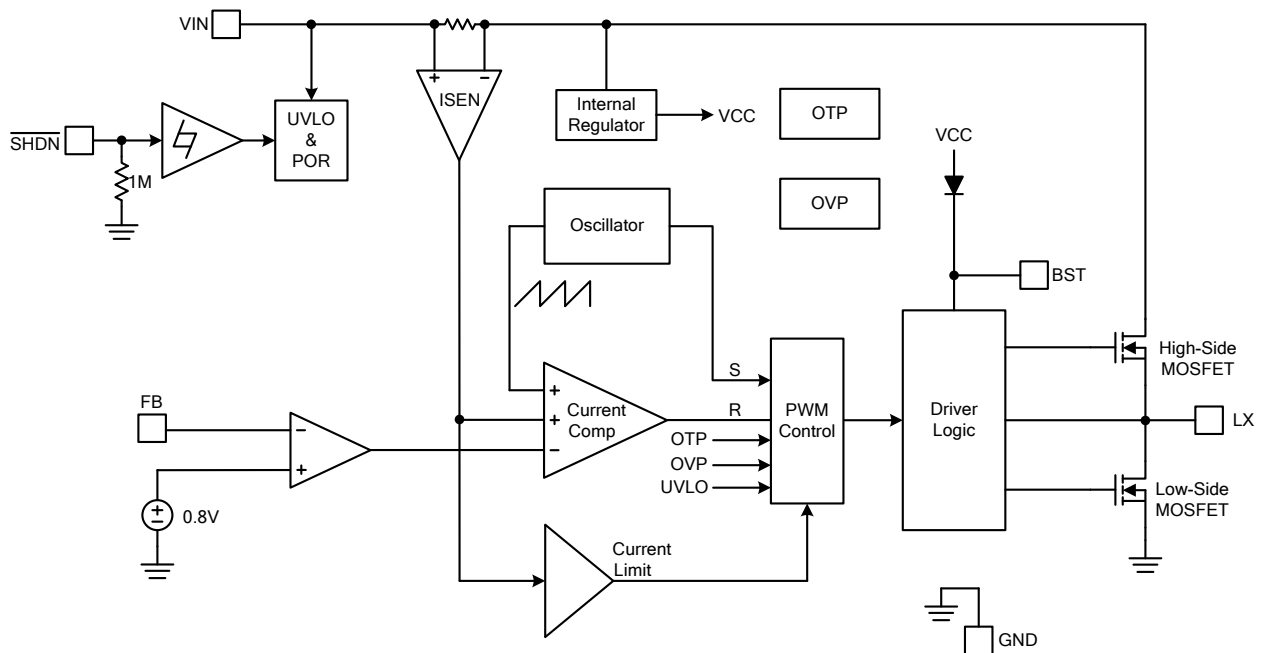 VIN
+ −
ISEN
Internal
Regulator
VCC
OTP
SHDN
UVLO
&
POR
1M
VCC
OVP
Oscillator
BST
High-Side
MOSFET
S
FB
+
+
−
Current
Comp
R
PWM
Control
Driver
Logic
LX
−
+
OTP
OVP
UVLO
Low-Side
MOSFET
±
0.8V
Current
Limit
GND